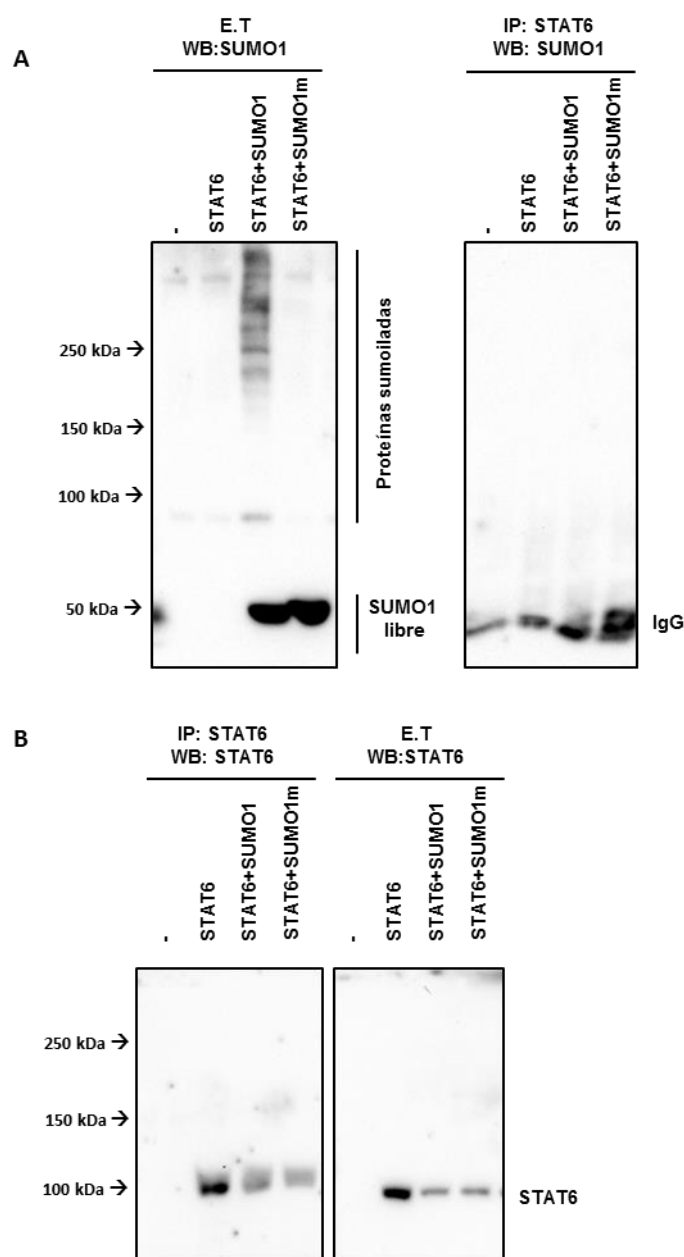 A
E.T
WB:SUMO1
-
STAT6
STAT6+SUMO1
STAT6+SUMO1m
250 kDa →
150 kDa →
100 kDa →
50 kDa →
Proteínas sumoiladas
SUMO1
libre
IP: STAT6
WB: SUMO1
-
STAT6
STAT6+SUMO1
STAT6+SUMO1m
IgG
B
IP: STAT6
WB: STAT6
-
STAT6
STAT6+SUMO1
STAT6+SUMO1m
250 kDa →
150 kDa →
100 kDa →
E.T
WB:STAT6
-
STAT6
STAT6+SUMO1
STAT6+SUMO1m
STAT6